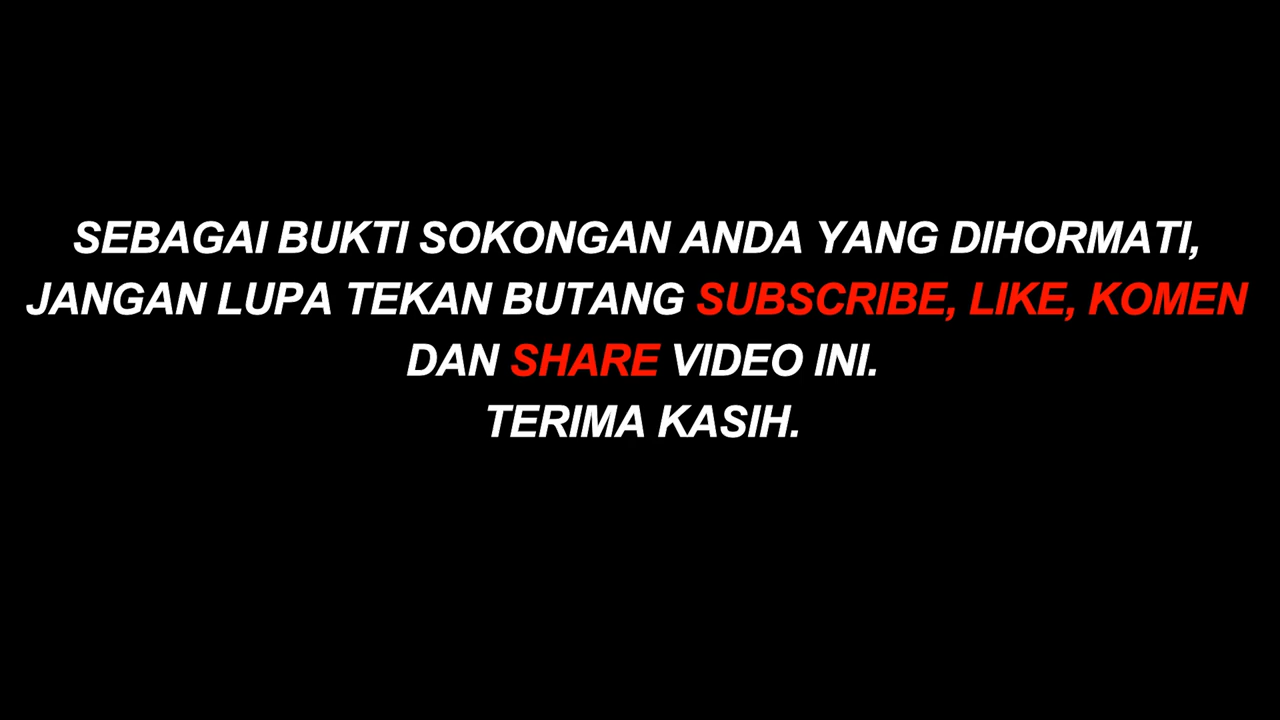 SEBAGAI BUKTI SOKONGAN ANDA YANG DIHORMATI,
JANGAN LUPA TEKAN BUTANG SUBSCRIBE, LIKE, KOMEN
DAN SHARE VIDEO INI.
TERIMA KASIH.